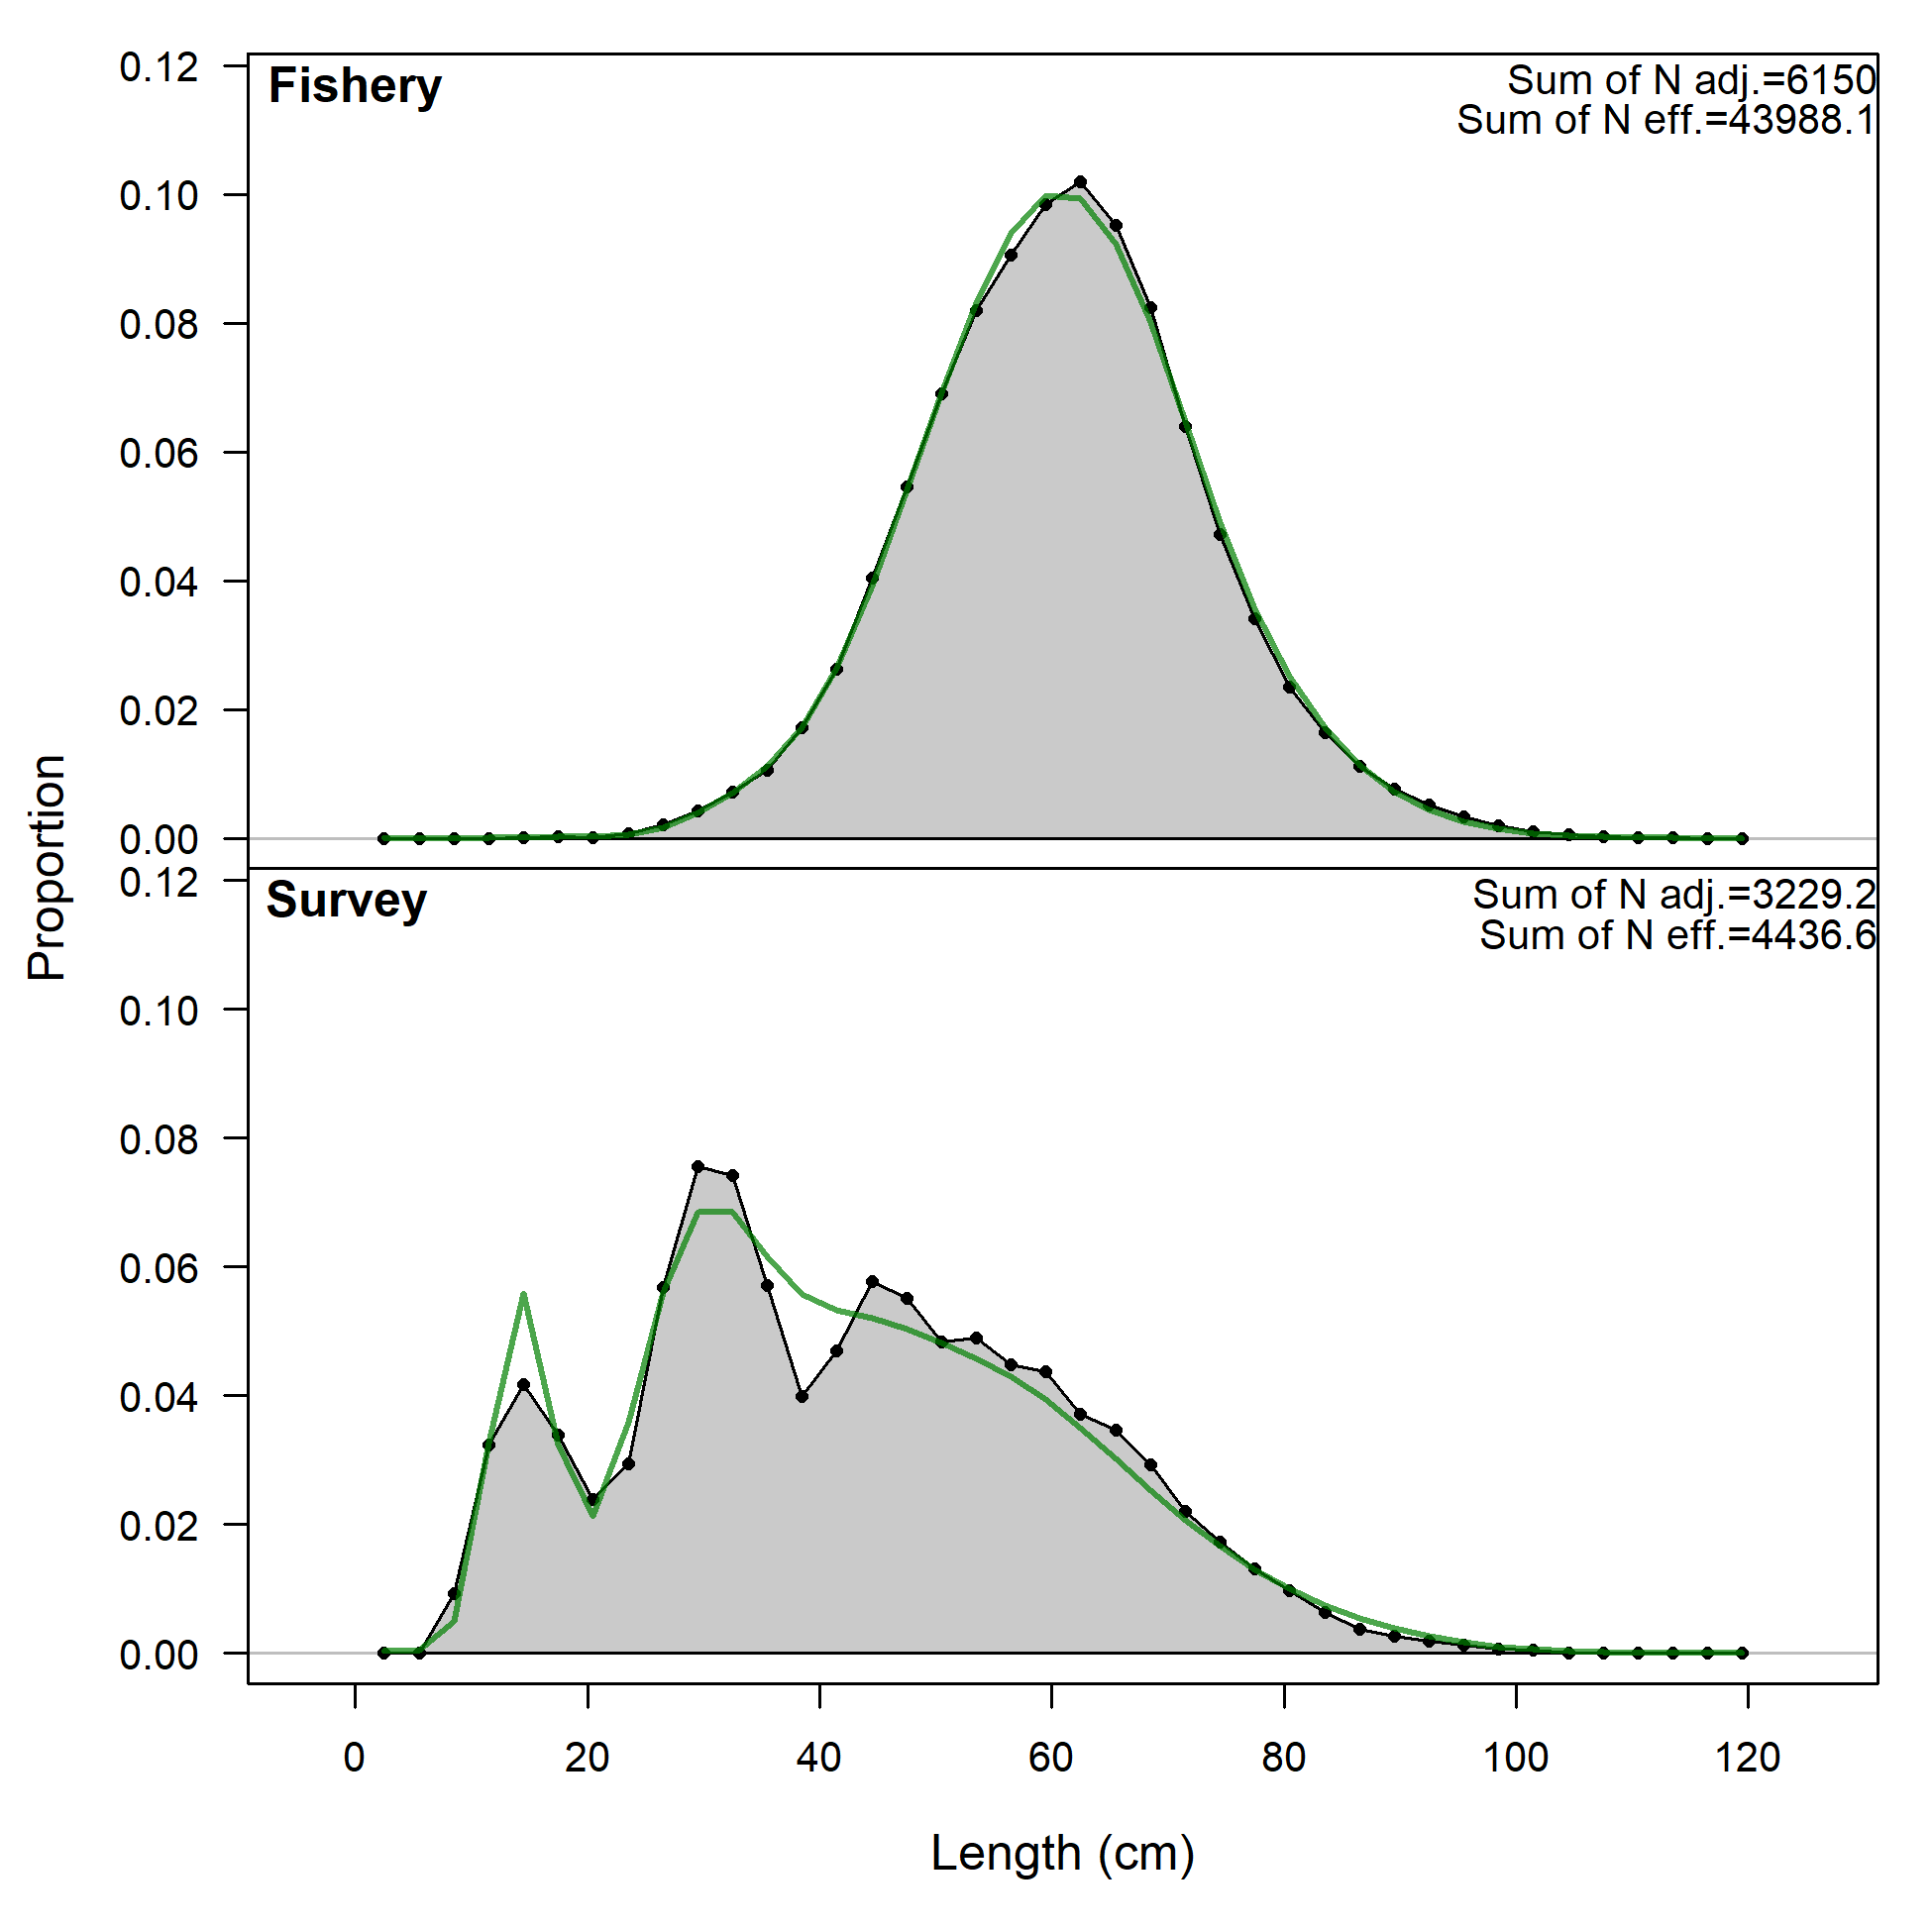 Proportion
0.12
0.10
0.08
0.06
0.04
0.02
0.00
Fishery
Sum of N adj.=6150
Sum of N eff.=43988.1
0.12
0.10
0.08
0.06
0.04
0.02
0.00
Survey
Sum of N adj.=3229.2
Sum of N eff.=4436.6
0 20 40 60 80 100 120
Length (cm)